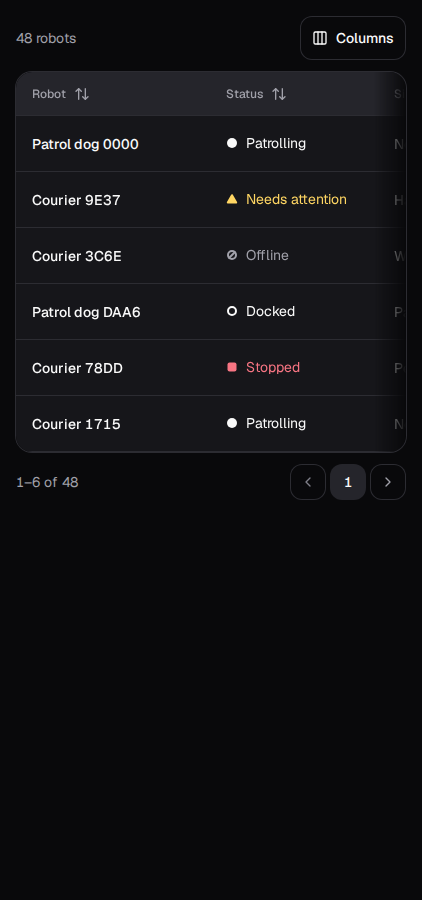 48 robots
Columns
Robot Status
Patrol dog 0000 Patrolling
Courier 9E37 Needs attention
Courier 3C6E Offline
Patrol dog DAA6 Docked
Courier 78DD Stopped
Courier 1715 Patrolling
1–6 of 48
1